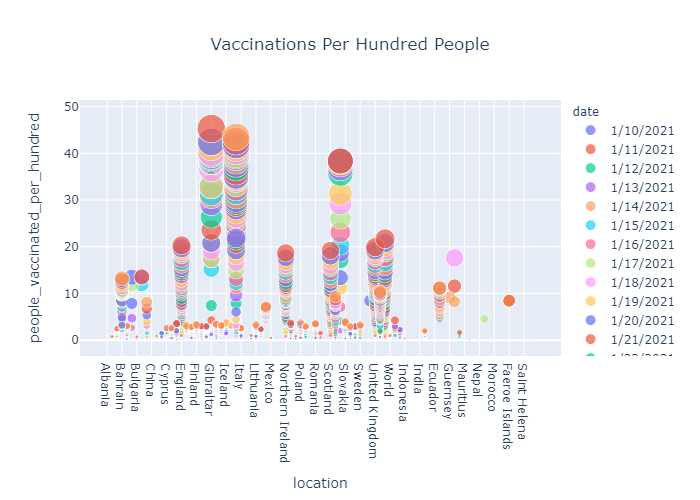 Vaccinations Per Hundred People
people_vaccinated_per_hundred
50
40
30
20
10
0
Albania
Bahrain
Bulgaria
China
Cyprus
England
Finland
Gibraltar
Iceland
Italy
Lithuania
Mexico
Northern Ireland
Poland
Romania
Scotland
Slovakia
Sweden
United Kingdom
World
Indonesia
India
Ecuador
Guernsey
Mauritius
Nepal
Morocco
Faeroe Islands
Saint Helena
location
date
1/10/2021
1/11/2021
1/12/2021
1/13/2021
1/14/2021
1/15/2021
1/16/2021
1/17/2021
1/18/2021
1/19/2021
1/20/2021
1/21/2021